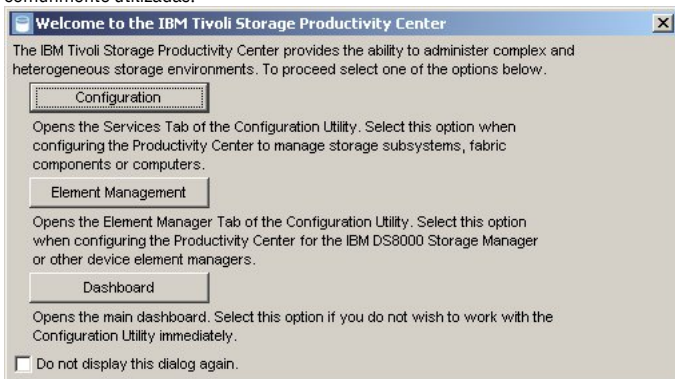 comúnmente utilizadas.
Welcome to the IBM Tivoli Storage Productivity Center
The IBM Tivoli Storage Productivity Center provides the ability to administer complex and
heterogeneous storage environments. To proceed select one of the options below.
Configuration
Opens the Services Tab of the Configuration Utility. Select this option when
configuring the Productivity Center to manage storage subsystems, fabric
components or computers.
Element Management
Opens the Element Manager Tab of the Configuration Utility. Select this option
when configuring the Productivity Center for the IBM DS8000 Storage Manager
or other device element managers.
Dashboard
Opens the main dashboard. Select this option if you do not wish to work with the
Configuration Utility immediately.
Do not display this dialog again.